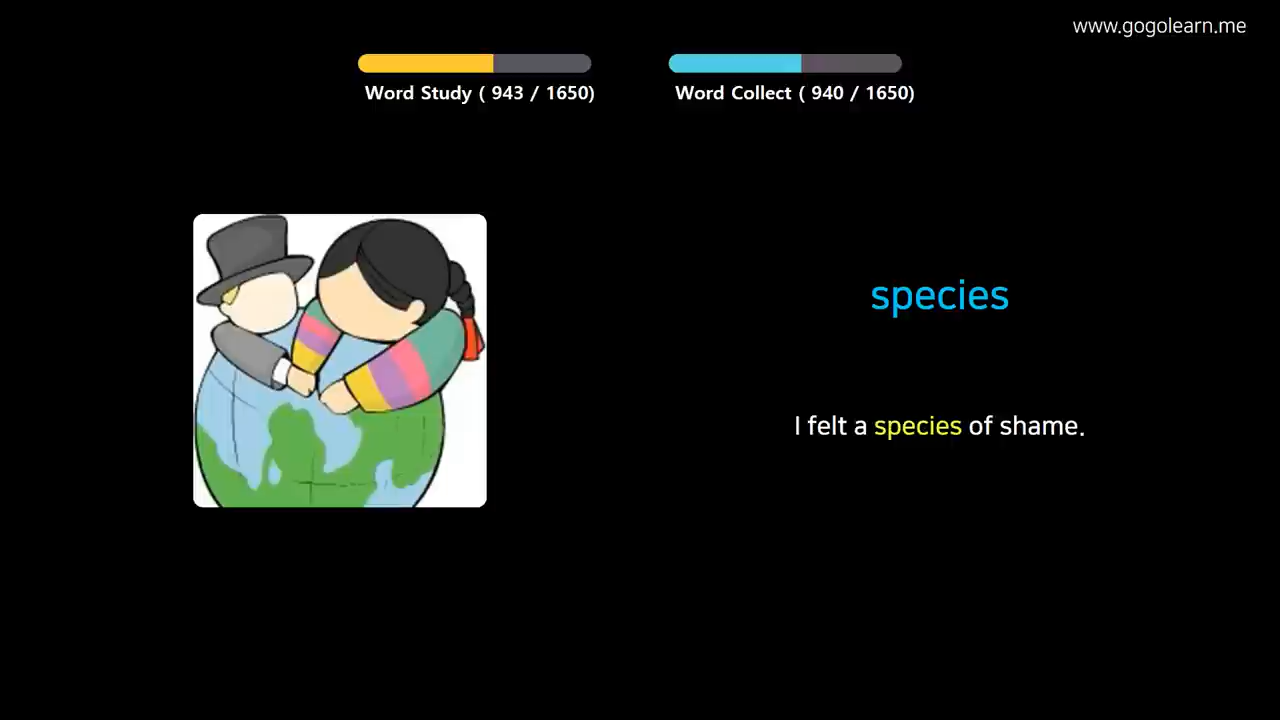 www.gogolearn.me
Word Study ( 943 / 1650)
Word Collect ( 940 / 1650)
species
I felt a species of shame.